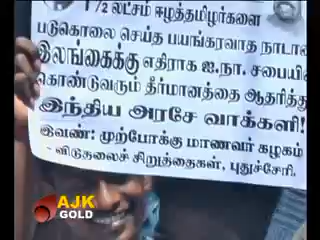 1/2 லட்சம் ஈழத்தமிழர்களை
படுகொலை செய்த பயங்கரவாத நாடான
இலங்கைக்கு எதிராக ஐ.நா. சபையில்
கொண்டுவரும் தீர்மானத்தை ஆதரித்து
இந்திய அரசே வாக்களி!
இவண்: முற்போக்கு மாணவர் கழகம்
- விடுதலைச் சிறுத்தைகள், புதுச்சேரி.
AJK
GOLD